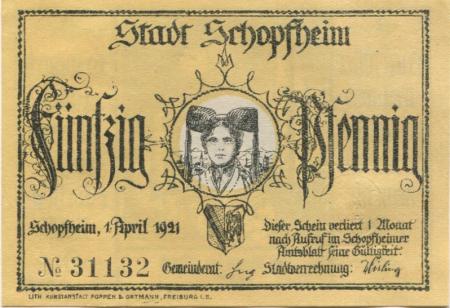 Stadt Schopfheim
Fünfzig Pfennig
Schopfheim, 1. April 1921
Dieser Schein verliert 1 Monat
nach Aufruf im Schopfheimer
Amtsblatt seine Gültigkeit.
№ 31132 Gemeinderat: Stadtverrechnung:
LITH. KUNSTANSTALT POPPEN & ORTMANN, FREIBURG I. B.